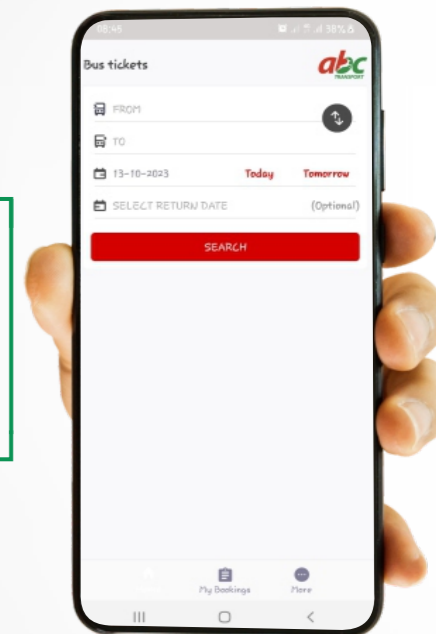 08:45 38%
Bus tickets
abc
TRANSPORT
FROM
TO
13-10-2023 Today Tomorrow
SELECT RETURN DATE (Optional)
SEARCH
My Bookings More